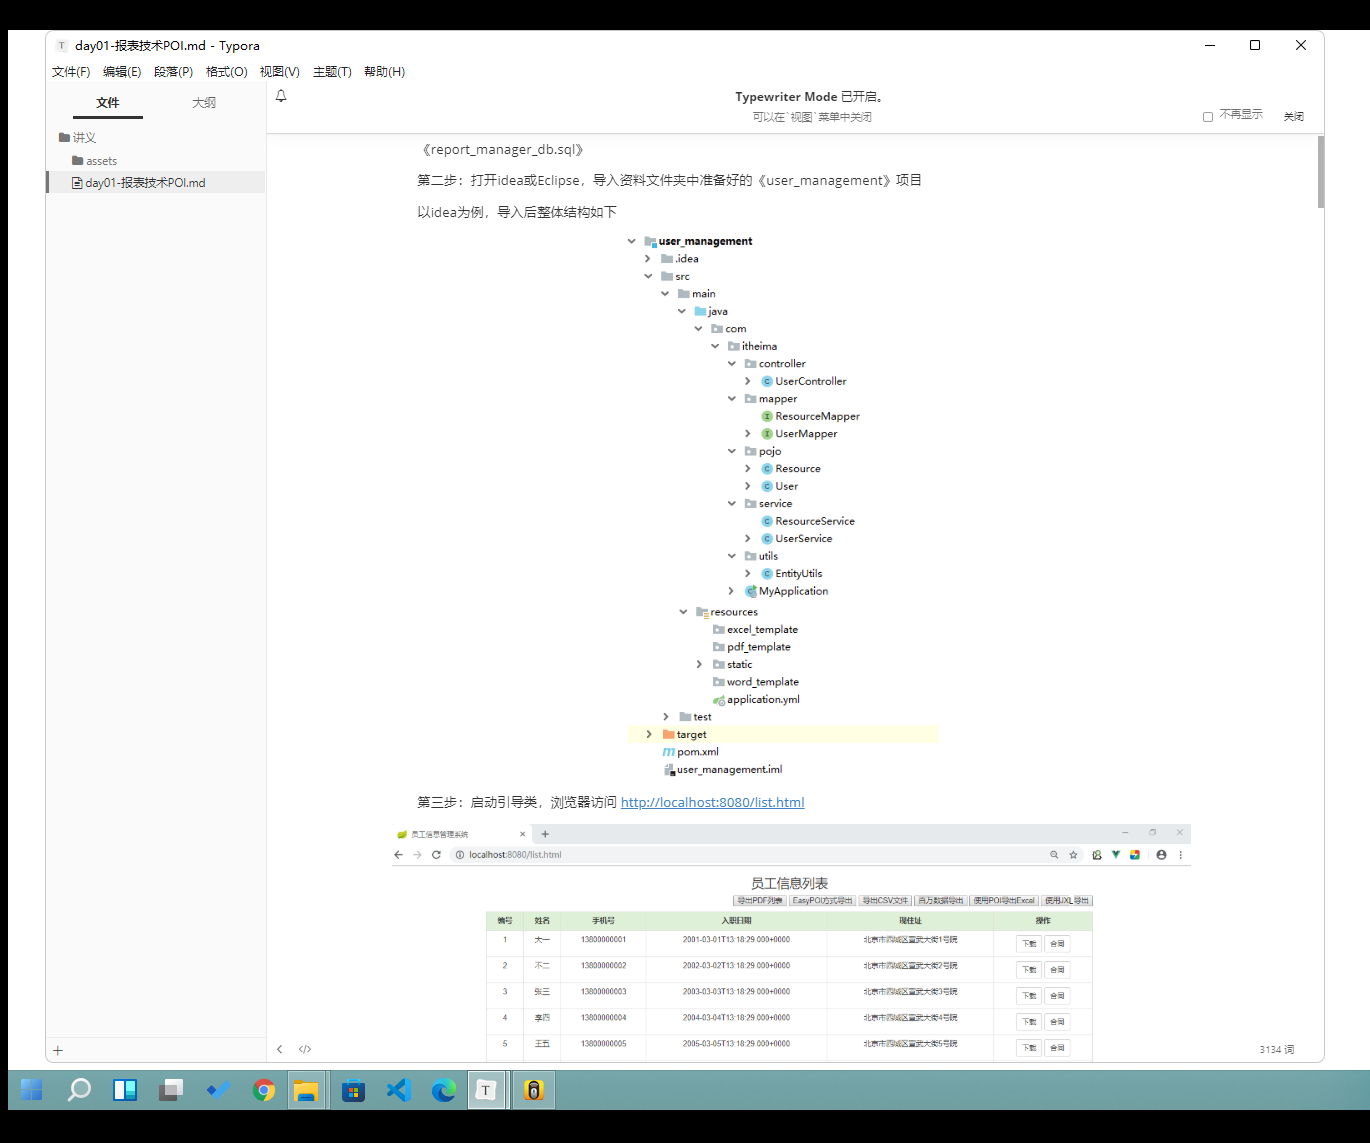 day01-报表技术POI.md - Typora
文件(F) 编辑(E) 段落(P) 格式(O) 视图(V) 主题(T) 帮助(H)
文件 大纲
Typewriter Mode 已开启。
可以在`视图`菜单中关闭
不再显示 关闭
讲义
assets
day01-报表技术POI.md
《report_manager_db.sql》
第二步：打开idea或Eclipse，导入资料文件夹中准备好的《user_management》项目
以idea为例，导入后整体结构如下
user_management
.idea
src
main
java
com
itheima
controller
UserController
mapper
ResourceMapper
UserMapper
pojo
Resource
User
service
ResourceService
UserService
utils
EntityUtils
MyApplication
resources
excel_template
pdf_template
static
word_template
application.yml
test
target
pom.xml
user_management.iml
第三步：启动引导类，浏览器访问 http://localhost:8080/list.html
员工信息管理系统
localhost:8080/list.html
员工信息列表
导出PDF列表 EasyPOI方式导出 导出CSV文件 百万数据导出 使用POI导出Excel 使用JXL导出
编号 姓名 手机号 入职日期 现住址 操作
1 大一 13800000001 2001-03-01T13:18:29.000+0000 北京市西城区宣武大街1号院 下载 合同
2 不二 13800000002 2002-03-02T13:18:29.000+0000 北京市西城区宣武大街2号院 下载 合同
3 张三 13800000003 2003-03-03T13:18:29.000+0000 北京市西城区宣武大街3号院 下载 合同
4 李四 13800000004 2004-03-04T13:18:29.000+0000 北京市西城区宣武大街4号院 下载 合同
5 王五 13800000005 2005-03-05T13:18:29.000+0000 北京市西城区宣武大街5号院 下载 合同
3134 词